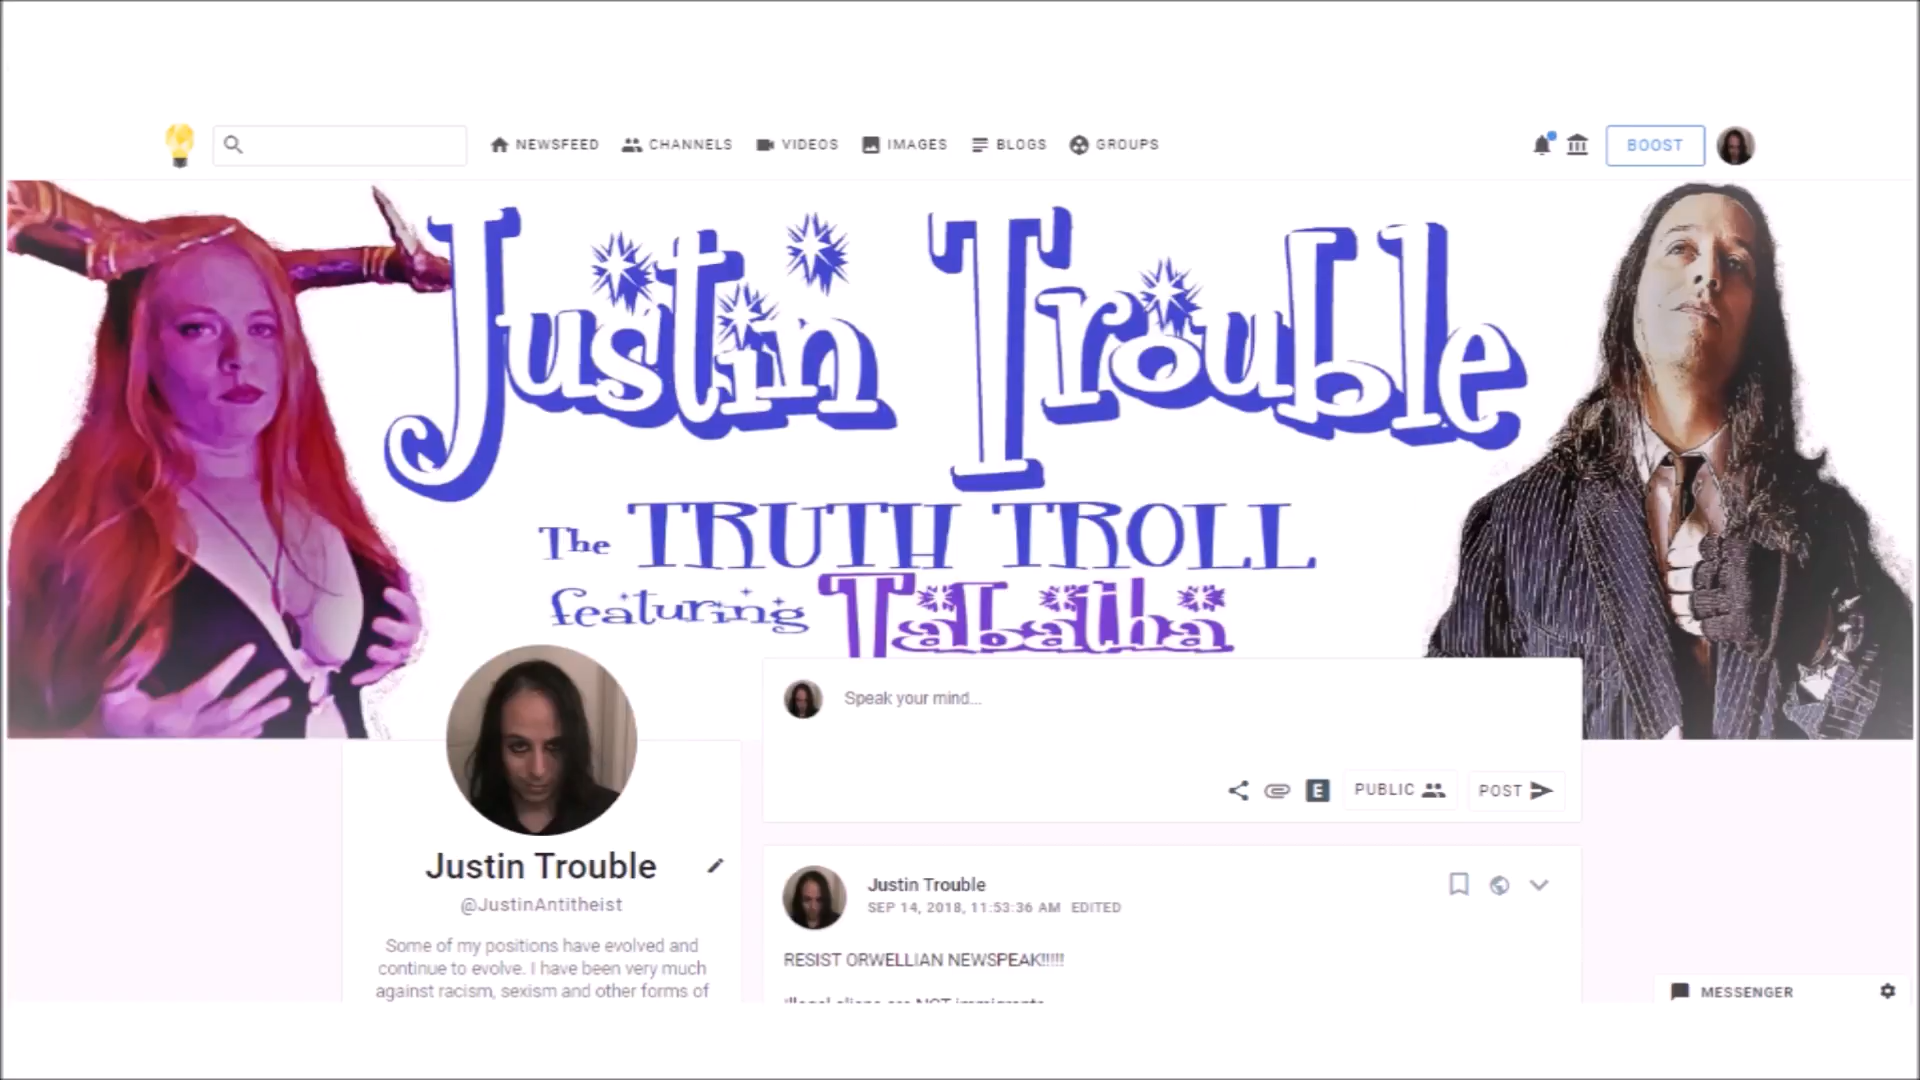 NEWSFEED CHANNELS VIDEOS IMAGES BLOGS GROUPS BOOST
Justin Trouble
The TRUTH TROLL
featuring Tabatha
Speak your mind...
E PUBLIC POST
Justin Trouble
@JustinAntitheist
Some of my positions have evolved and
continue to evolve. I have been very much
against racism, sexism and other forms of
Justin Trouble
SEP 14, 2018, 11:53:36 AM EDITED
RESIST ORWELLIAN NEWSPEAK!!!!!
MESSENGER